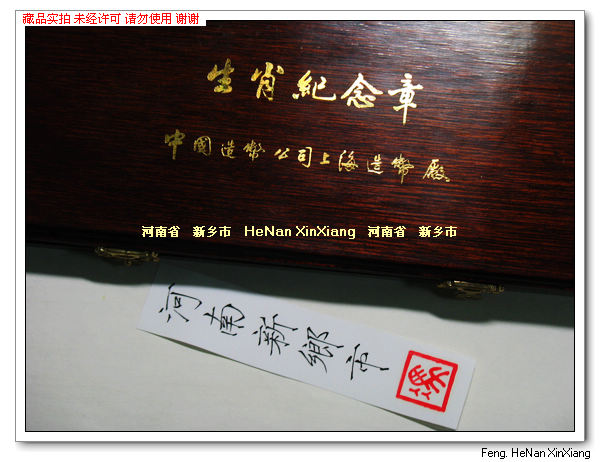 藏品实拍 未经许可 请勿使用 谢谢
生肖紀念章
中國造幣公司上海造幣廠
河南省 新乡市 HeNan XinXiang 河南省 新乡市
河南新鄉市
Feng. HeNan XinXiang